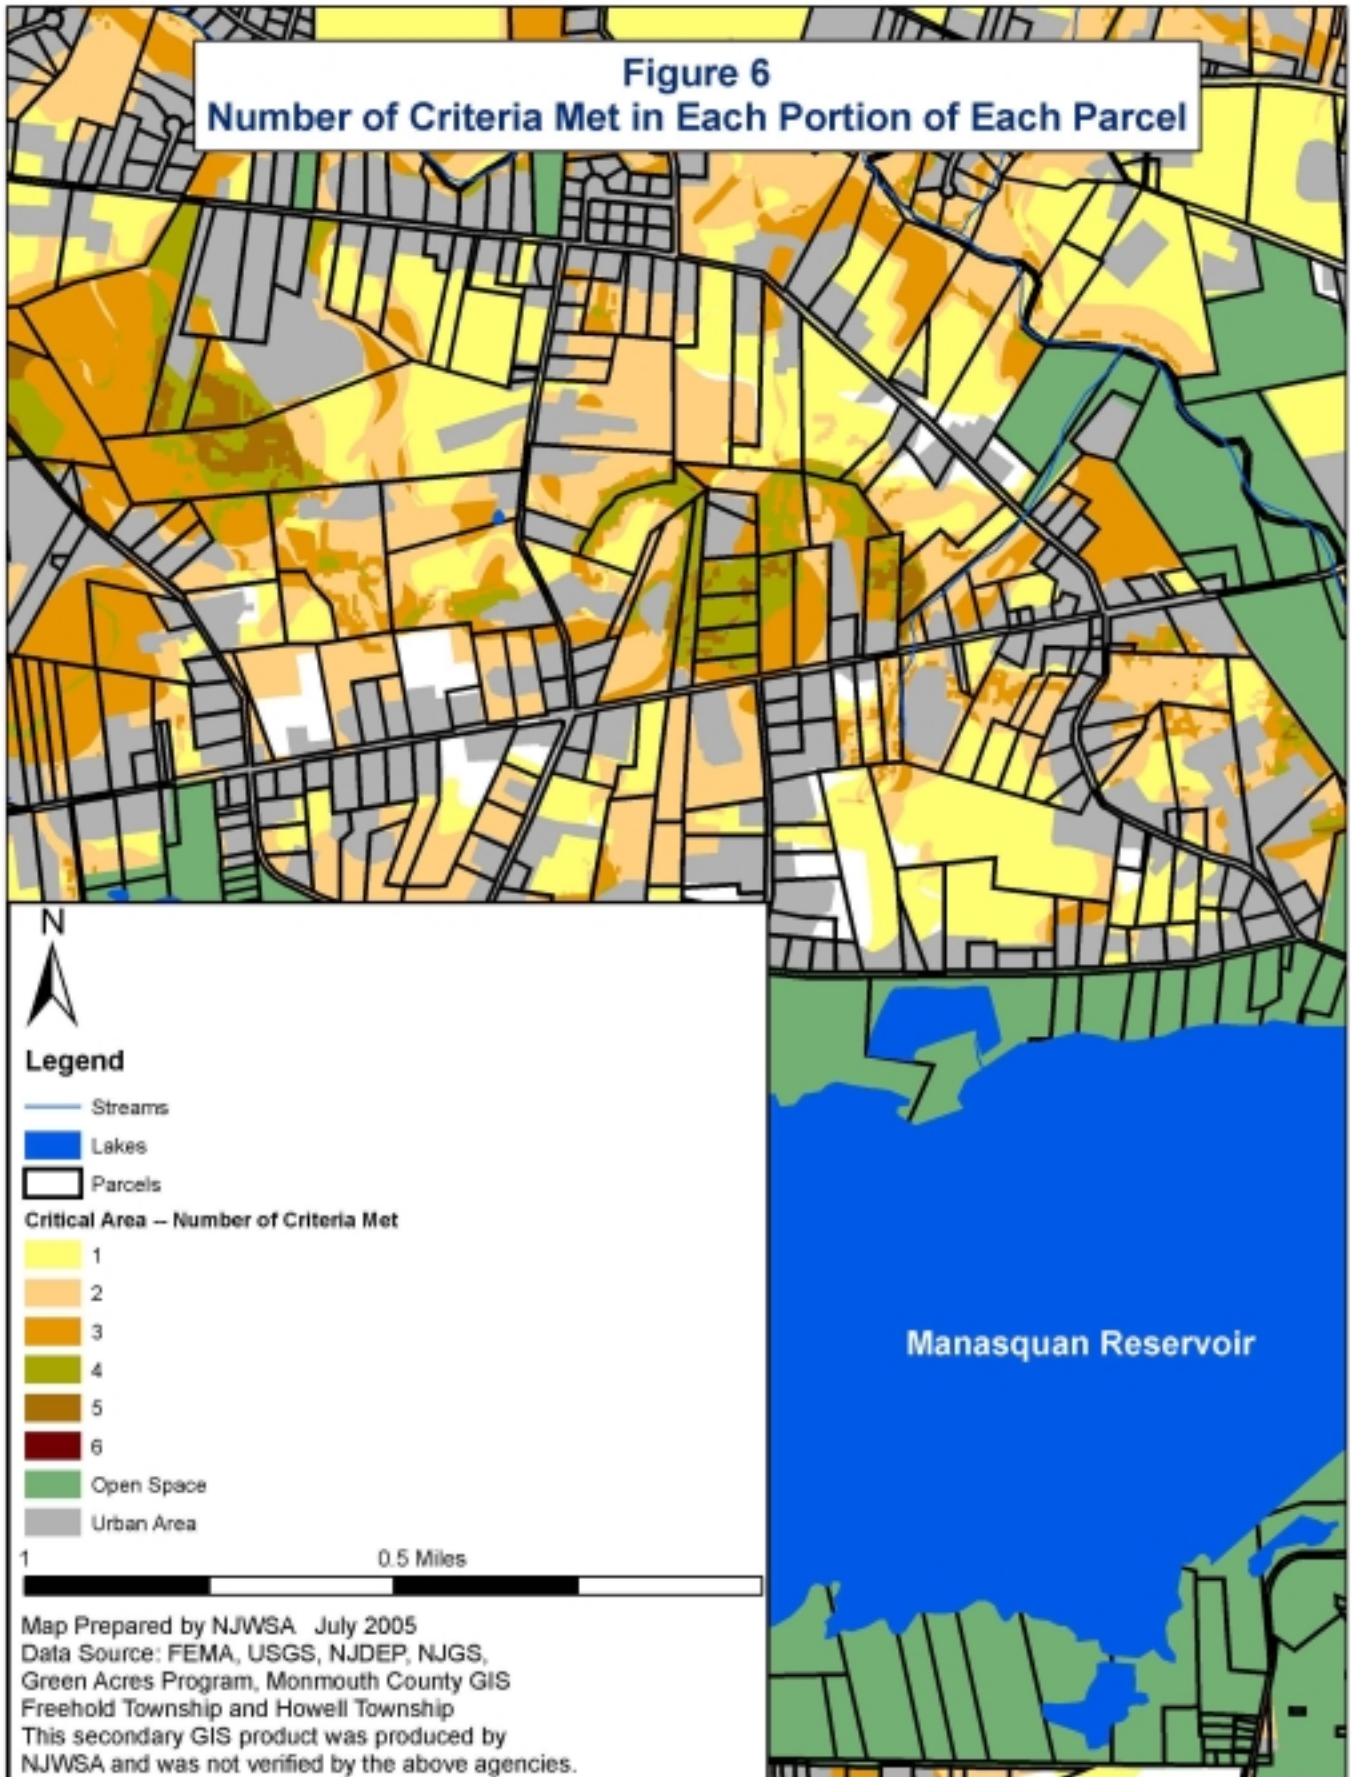 Figure 6
Number of Criteria Met in Each Portion of Each Parcel
N
Legend
Streams
Lakes
Parcels
Critical Area -- Number of Criteria Met
1
2
3
4
5
6
Open Space
Urban Area
1 0.5 Miles
Map Prepared by NJWSA July 2005
Data Source: FEMA, USGS, NJDEP, NJGS,
Green Acres Program, Monmouth County GIS
Freehold Township and Howell Township
This secondary GIS product was produced by
NJWSA and was not verified by the above agencies.
Manasquan Reservoir